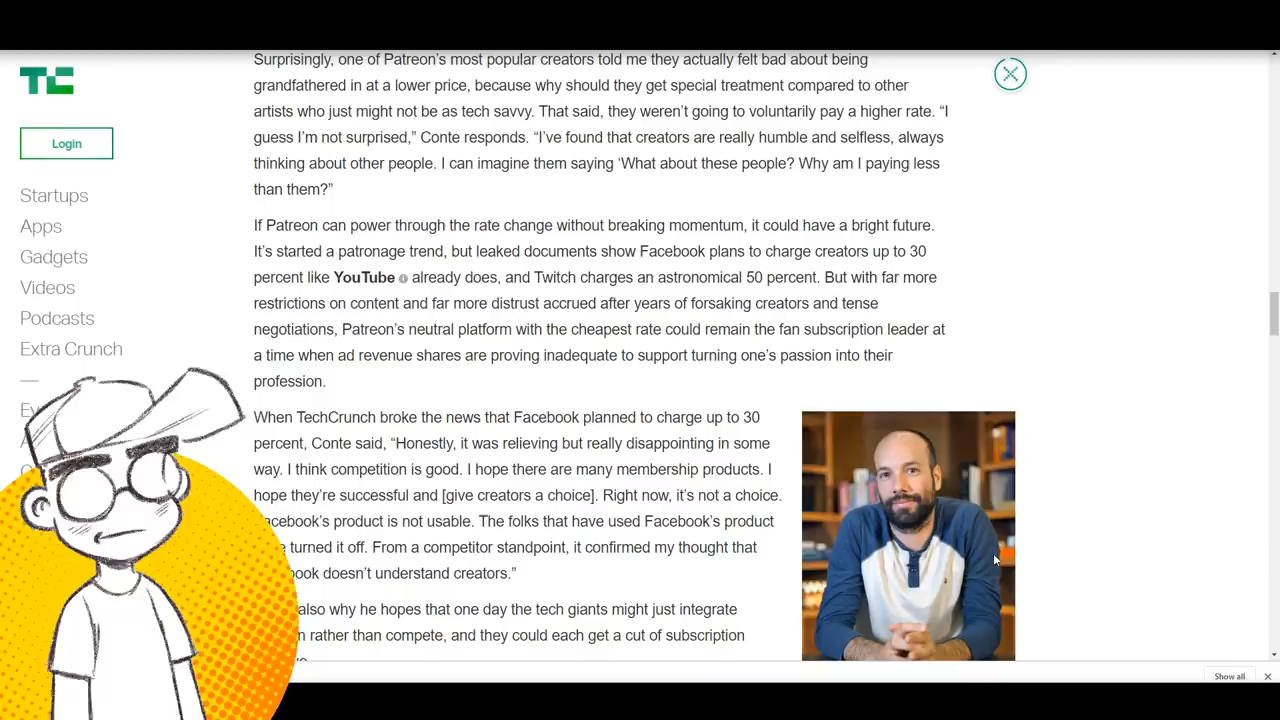 TC
Login
Startups
Apps
Gadgets
Videos
Podcasts
Extra Crunch
Surprisingly, one of Patreon’s most popular creators told me they actually felt bad about being
grandfathered in at a lower price, because why should they get special treatment compared to other
artists who just might not be as tech savvy. That said, they weren’t going to voluntarily pay a higher rate. “I
guess I’m not surprised,” Conte responds. “I’ve found that creators are really humble and selfless, always
thinking about other people. I can imagine them saying ‘What about these people? Why am I paying less
than them?”
If Patreon can power through the rate change without breaking momentum, it could have a bright future.
It’s started a patronage trend, but leaked documents show Facebook plans to charge creators up to 30
percent like YouTube already does, and Twitch charges an astronomical 50 percent. But with far more
restrictions on content and far more distrust accrued after years of forsaking creators and tense
negotiations, Patreon’s neutral platform with the cheapest rate could remain the fan subscription leader at
a time when ad revenue shares are proving inadequate to support turning one’s passion into their
profession.
When TechCrunch broke the news that Facebook planned to charge up to 30
percent, Conte said, “Honestly, it was relieving but really disappointing in some
way. I think competition is good. I hope there are many membership products. I
hope they’re successful and [give creators a choice]. Right now, it’s not a choice.
acebook’s product is not usable. The folks that have used Facebook’s product
turned it off. From a competitor standpoint, it confirmed my thought that
ook doesn’t understand creators.”
also why he hopes that one day the tech giants might just integrate
rather than compete, and they could each get a cut of subscription
Show all